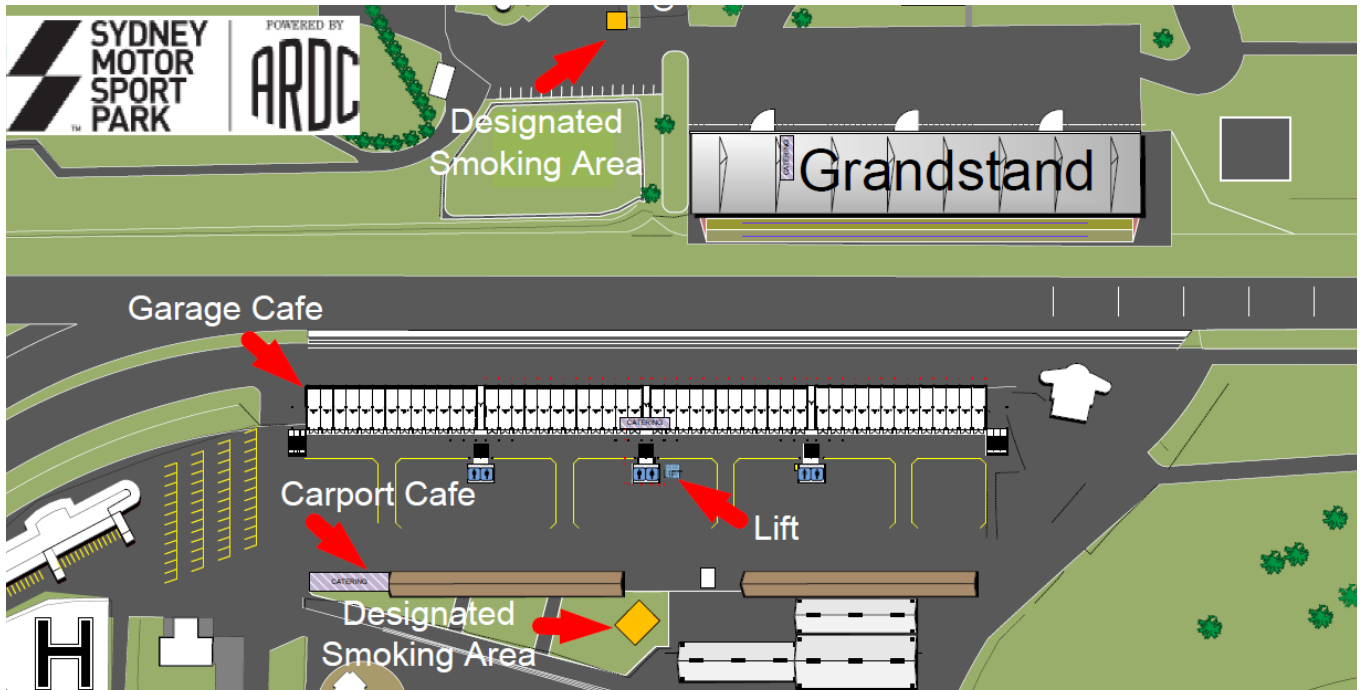 SYDNEY
MOTOR
SPORT
PARK
TM
POWERED BY
ARDC
Designated
Smoking Area
CATERING
Grandstand
Garage Cafe
CATERING
Carport Cafe
Lift
CATERING
Designated
Smoking Area
H